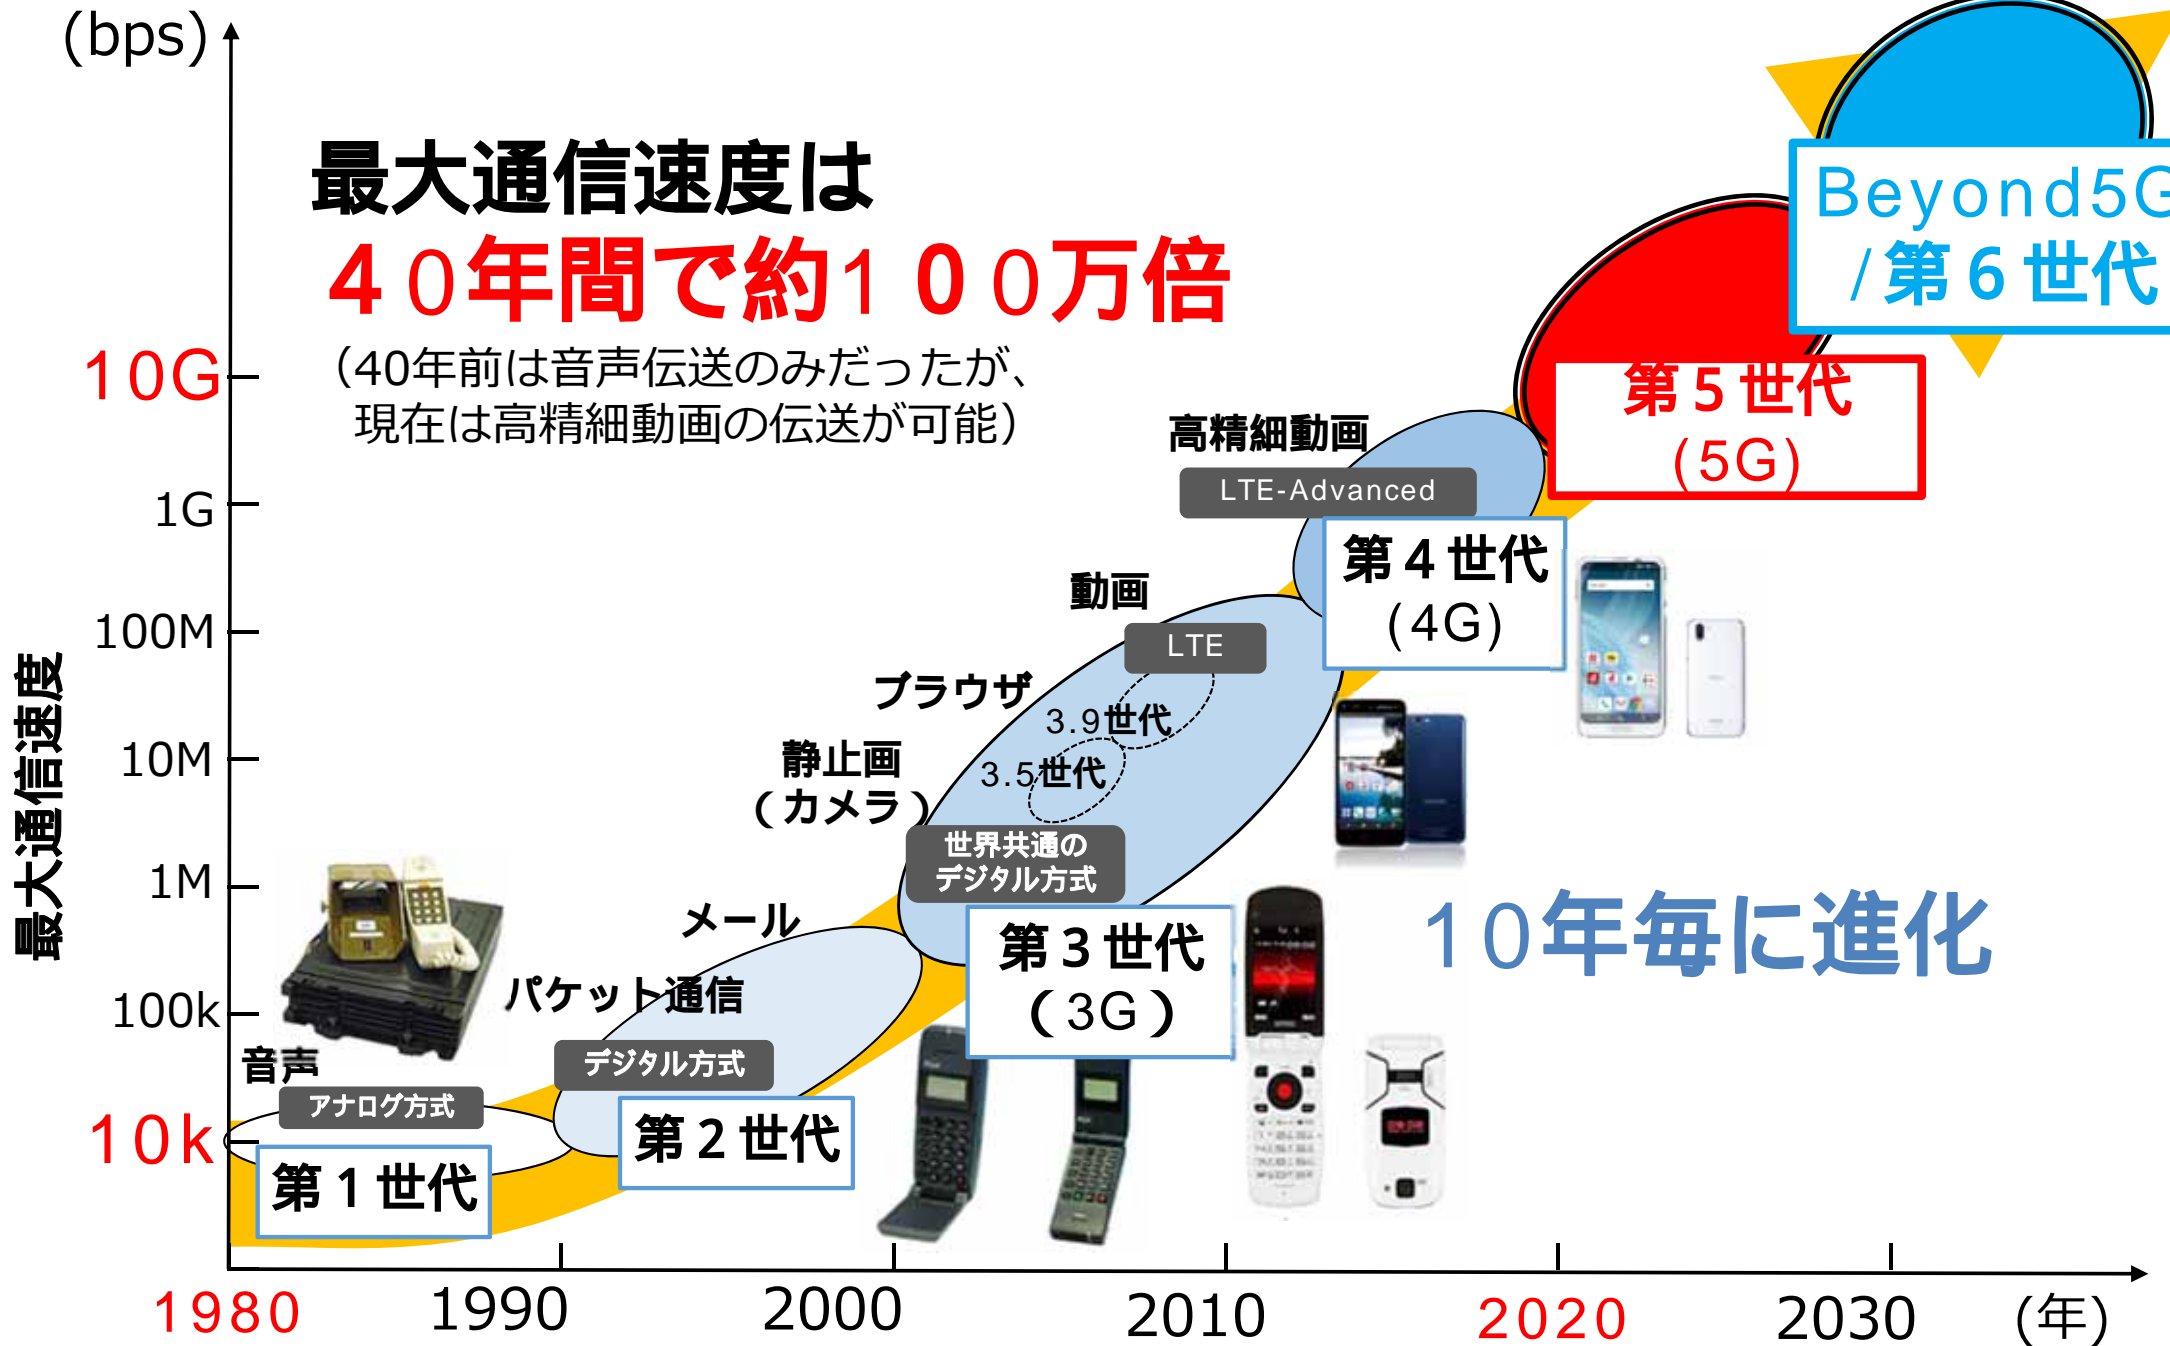 (bps)
最大通信速度は
４０年間で約１００万倍
（40年前は音声伝送のみだったが、
現在は高精細動画の伝送が可能）
Beyond5G
/第６世代
第５世代
(5G)
高精細動画
LTE-Advanced
第４世代
(4G)
動画
LTE
ブラウザ
3.9世代
静止画
（カメラ）
3.5世代
世界共通の
デジタル方式
第３世代
（3G）
メール
パケット通信
デジタル方式
第２世代
音声
アナログ方式
第１世代
10年毎に進化
最大通信速度
10G
1G
100M
10M
1M
100k
10k
1980
1990
2000
2010
2020
2030
(年)